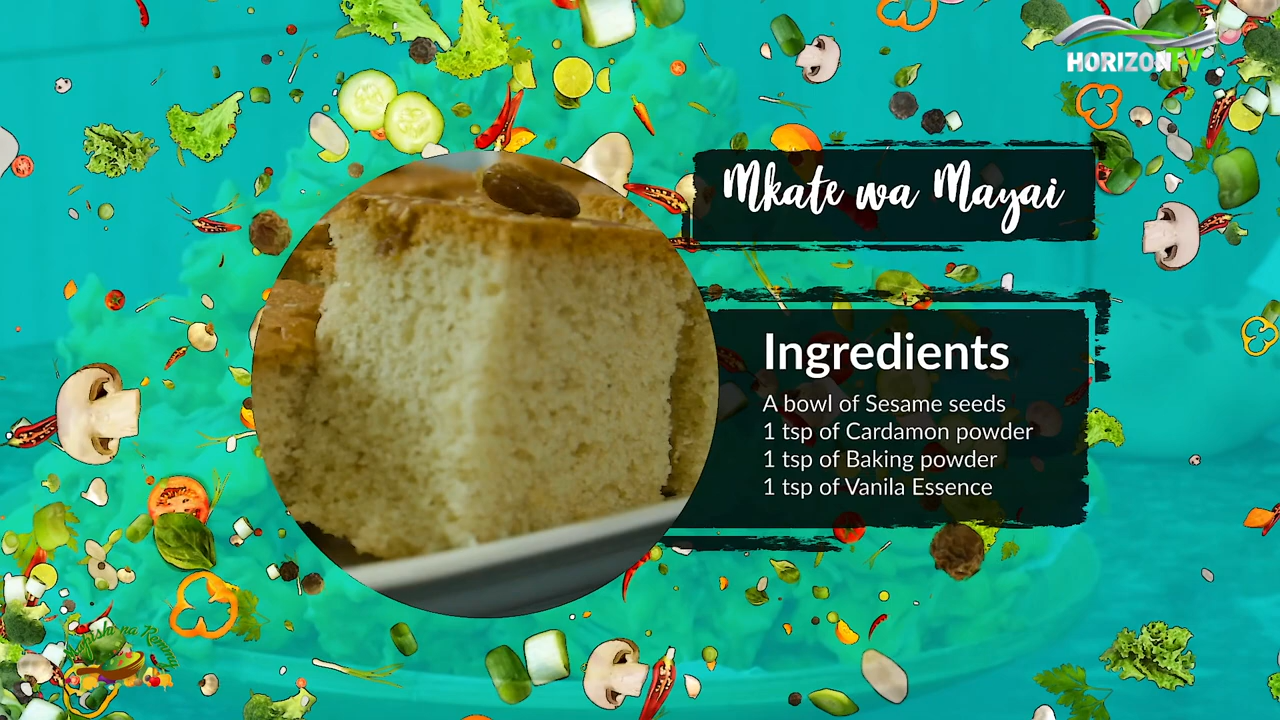 HORIZON TV
Mkate wa Mayai
Ingredients
A bowl of Sesame seeds
1 tsp of Cardamon powder
1 tsp of Baking powder
1 tsp of Vanila Essence
na